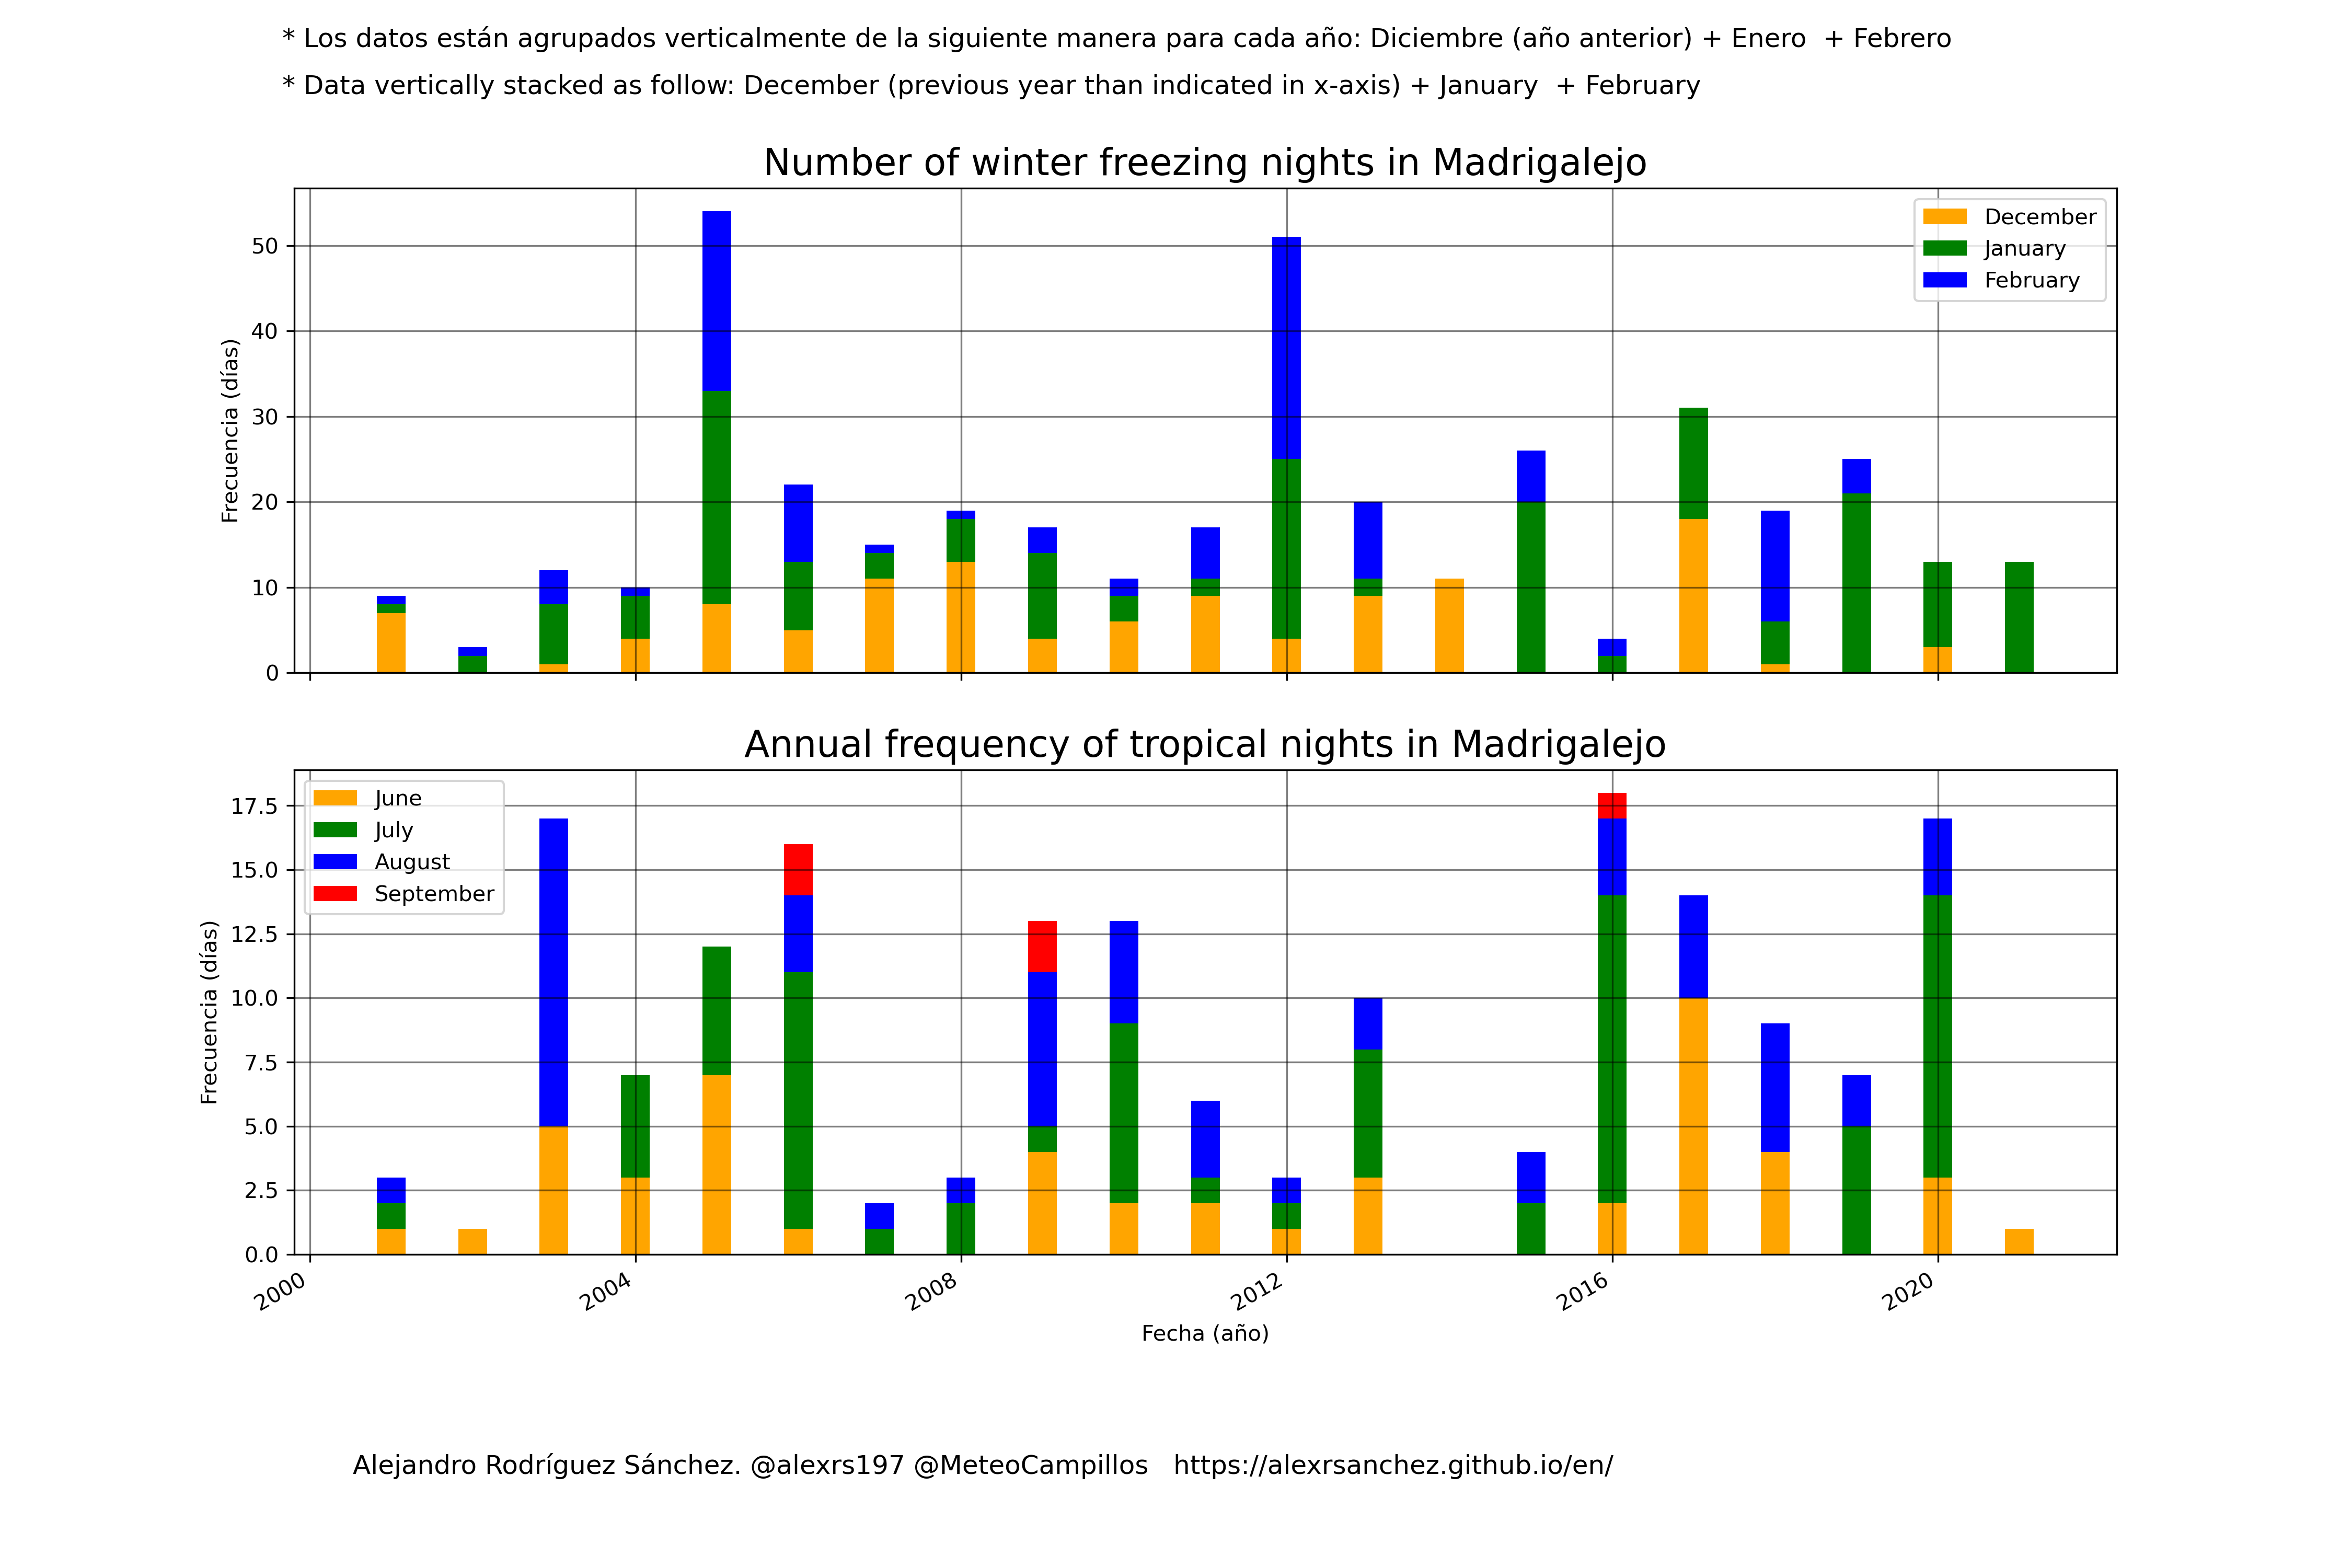 * Los datos están agrupados verticalmente de la siguiente manera para cada año: Diciembre (año anterior) + Enero  + Febrero
* Data vertically stacked as follow: December (previous year than indicated in x-axis) + January  + February
Number of winter freezing nights in Madrigalejo
December
January
February
Frecuencia (días)
50
40
30
20
10
0
Annual frequency of tropical nights in Madrigalejo
June
July
August
September
Frecuencia (días)
17.5
15.0
12.5
10.0
7.5
5.0
2.5
0.0
2000 2004 2008 2012 2016 2020
Fecha (año)
Alejandro Rodríguez Sánchez. @alexrs197 @MeteoCampillos   https://alexrsanchez.github.io/en/